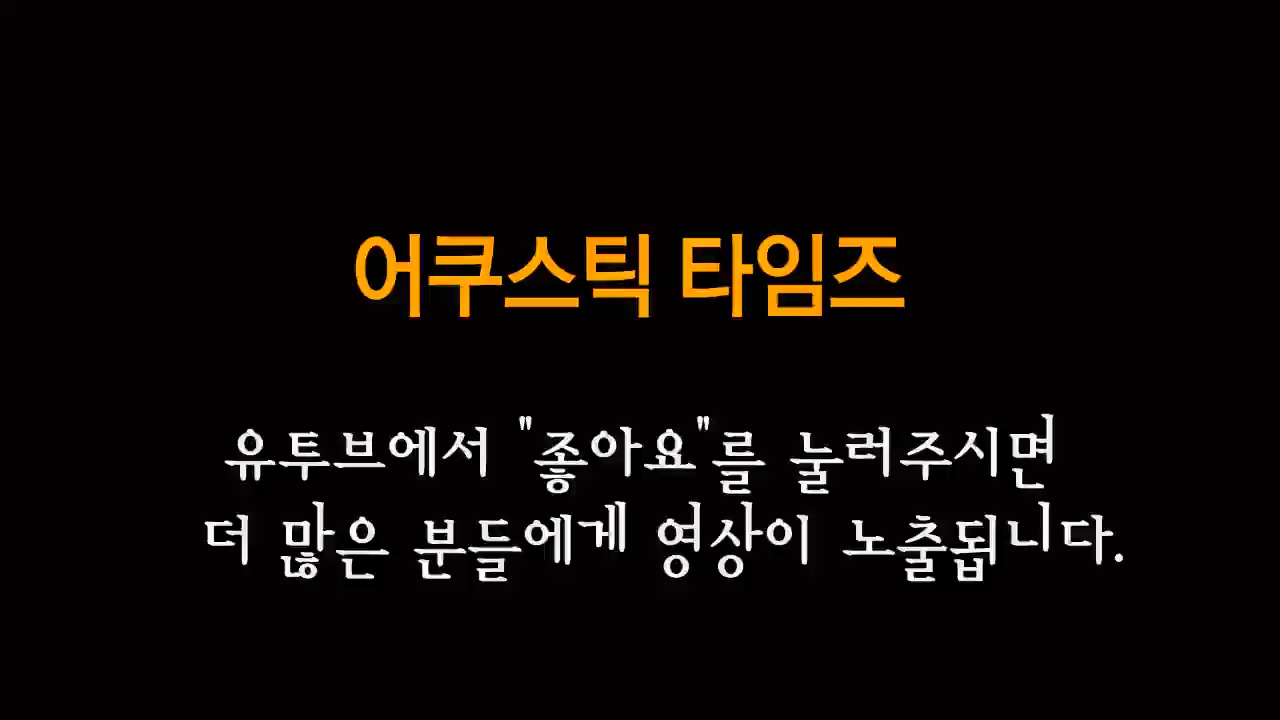 어쿠스틱 타임즈
유투브에서 "좋아요"를 눌러주시면
더 많은 분들에게 영상이 노출됩니다.